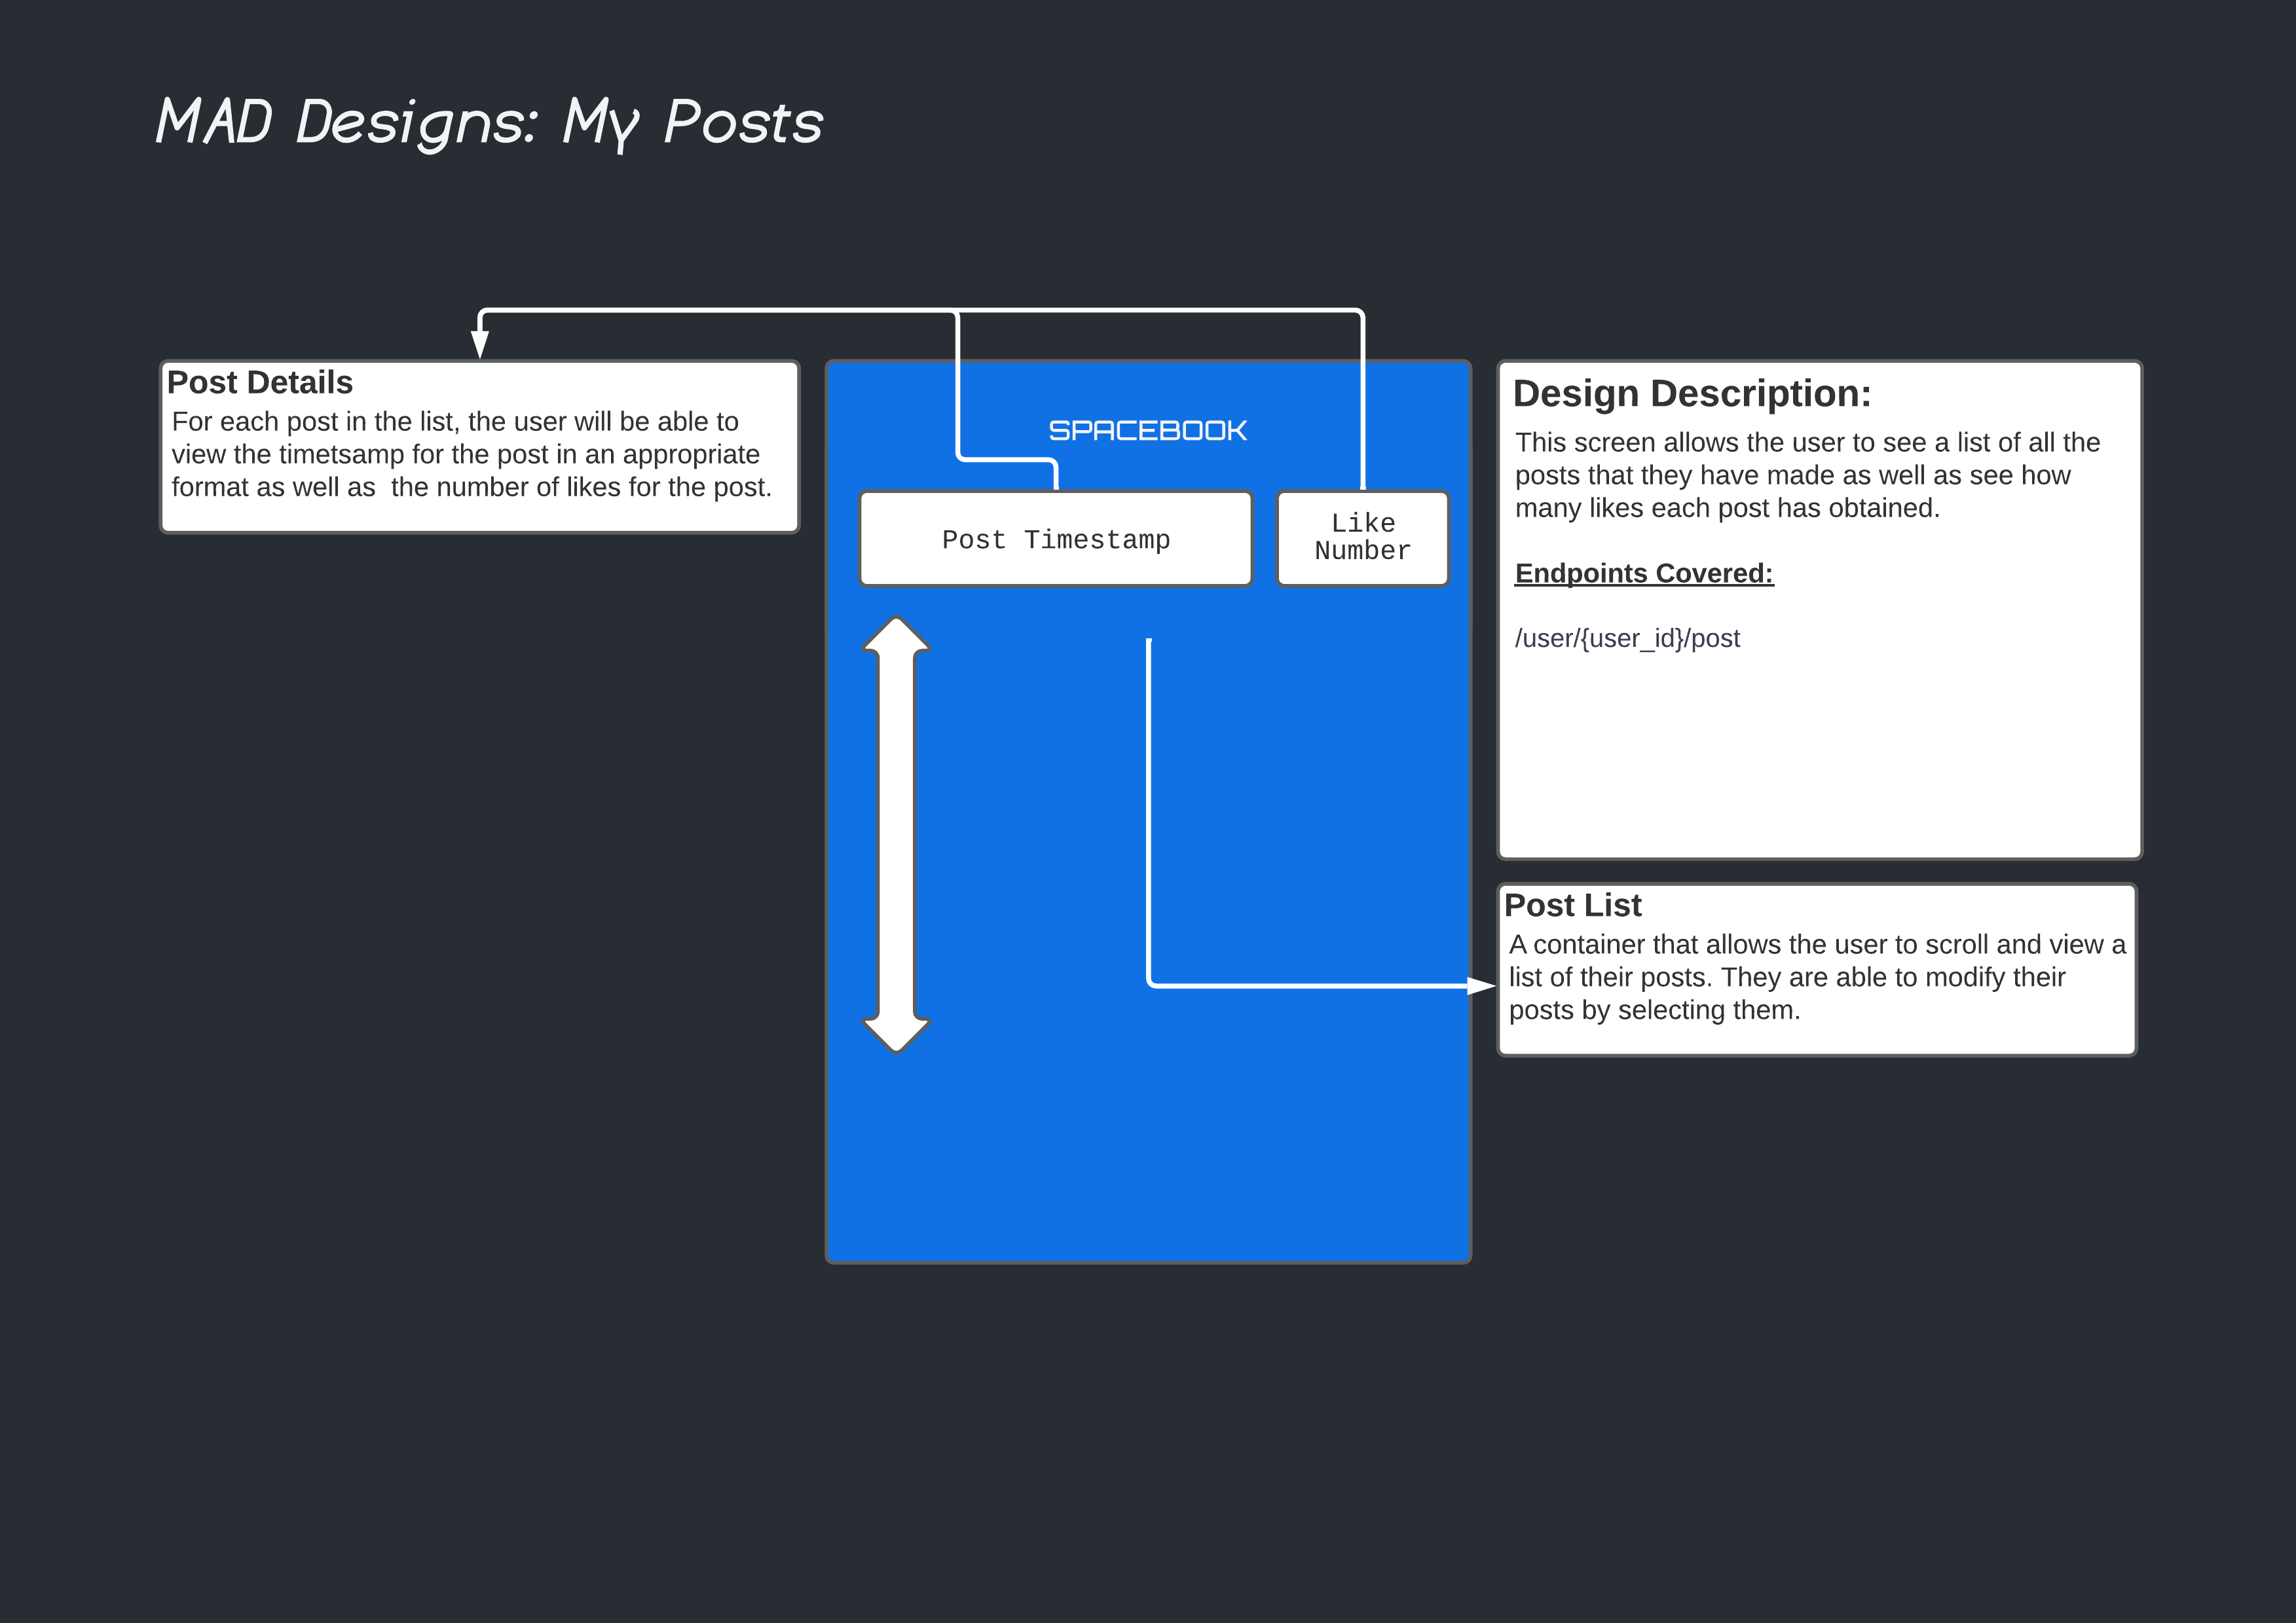 MAD Designs: My Posts
Post Details
For each post in the list, the user will be able to
view the timetsamp for the post in an appropriate
format as well as  the number of likes for the post.
SPACEBOOK
Post Timestamp
Like
Number
Design Description:
This screen allows the user to see a list of all the
posts that they have made as well as see how
many likes each post has obtained.
Endpoints Covered:
/user/{user_id}/post
Post List
A container that allows the user to scroll and view a
list of their posts. They are able to modify their
posts by selecting them.